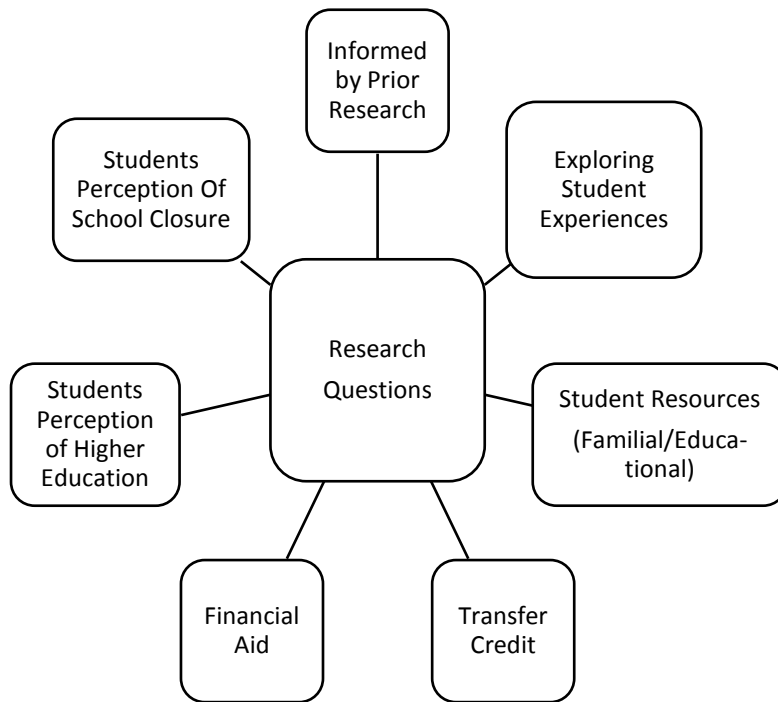 Informed
by Prior
Research
Students
Perception Of
School Closure
Exploring
Student
Experiences
Research
Questions
Students
Perception
of Higher
Education
Student Resources
(Familial/Educa-
tional)
Financial
Aid
Transfer
Credit